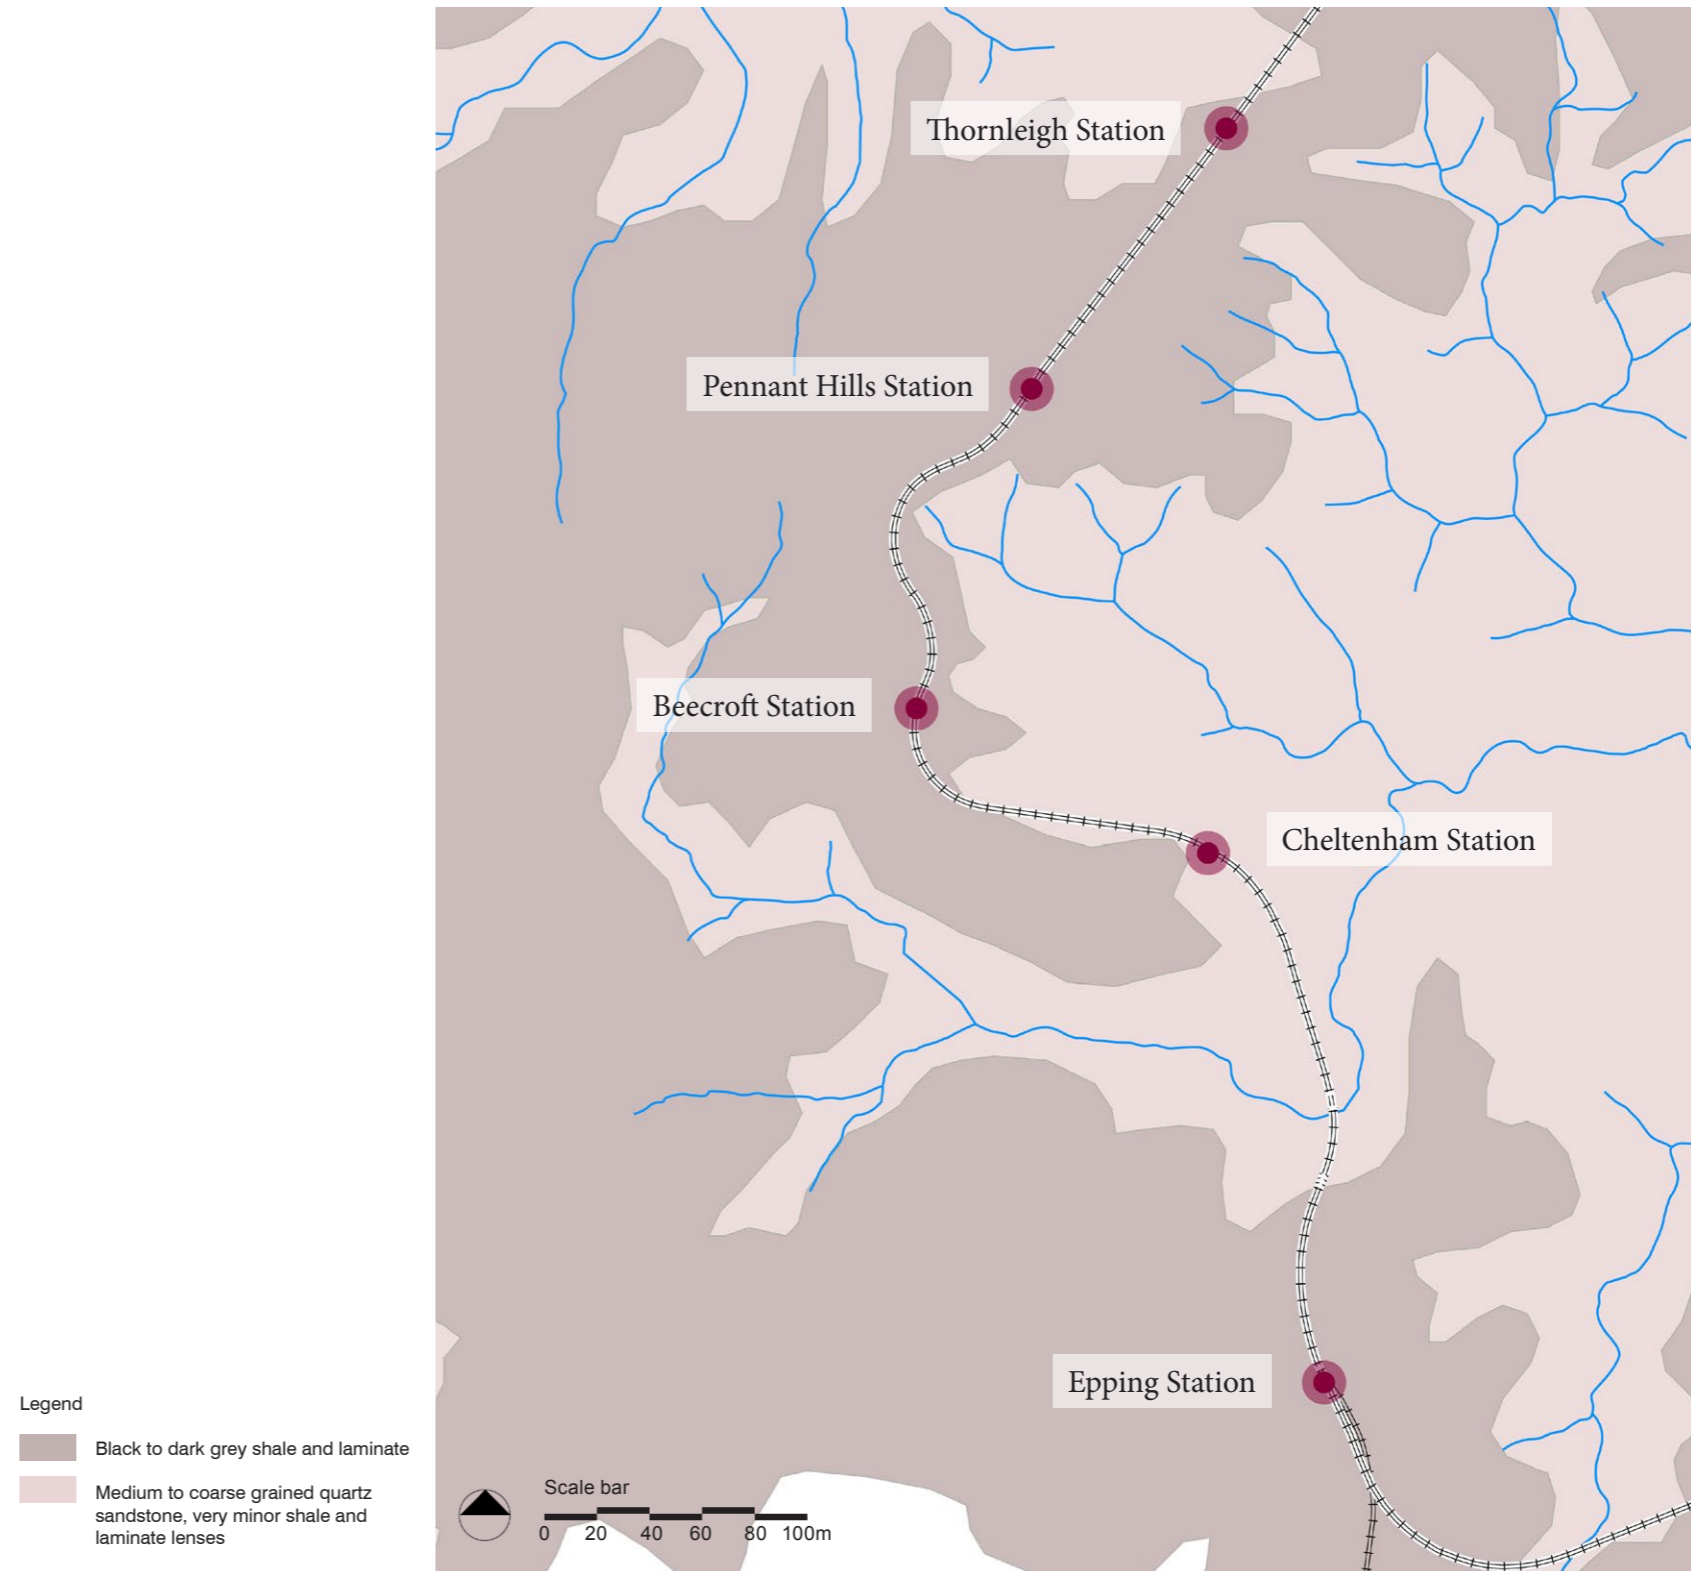 Thornleigh Station
Pennant Hills Station
Beecroft Station
Cheltenham Station
Epping Station
Legend
Black to dark grey shale and laminate
Medium to coarse grained quartz
sandstone, very minor shale and
laminate lenses
Scale bar
0 20 40 60 80 100m